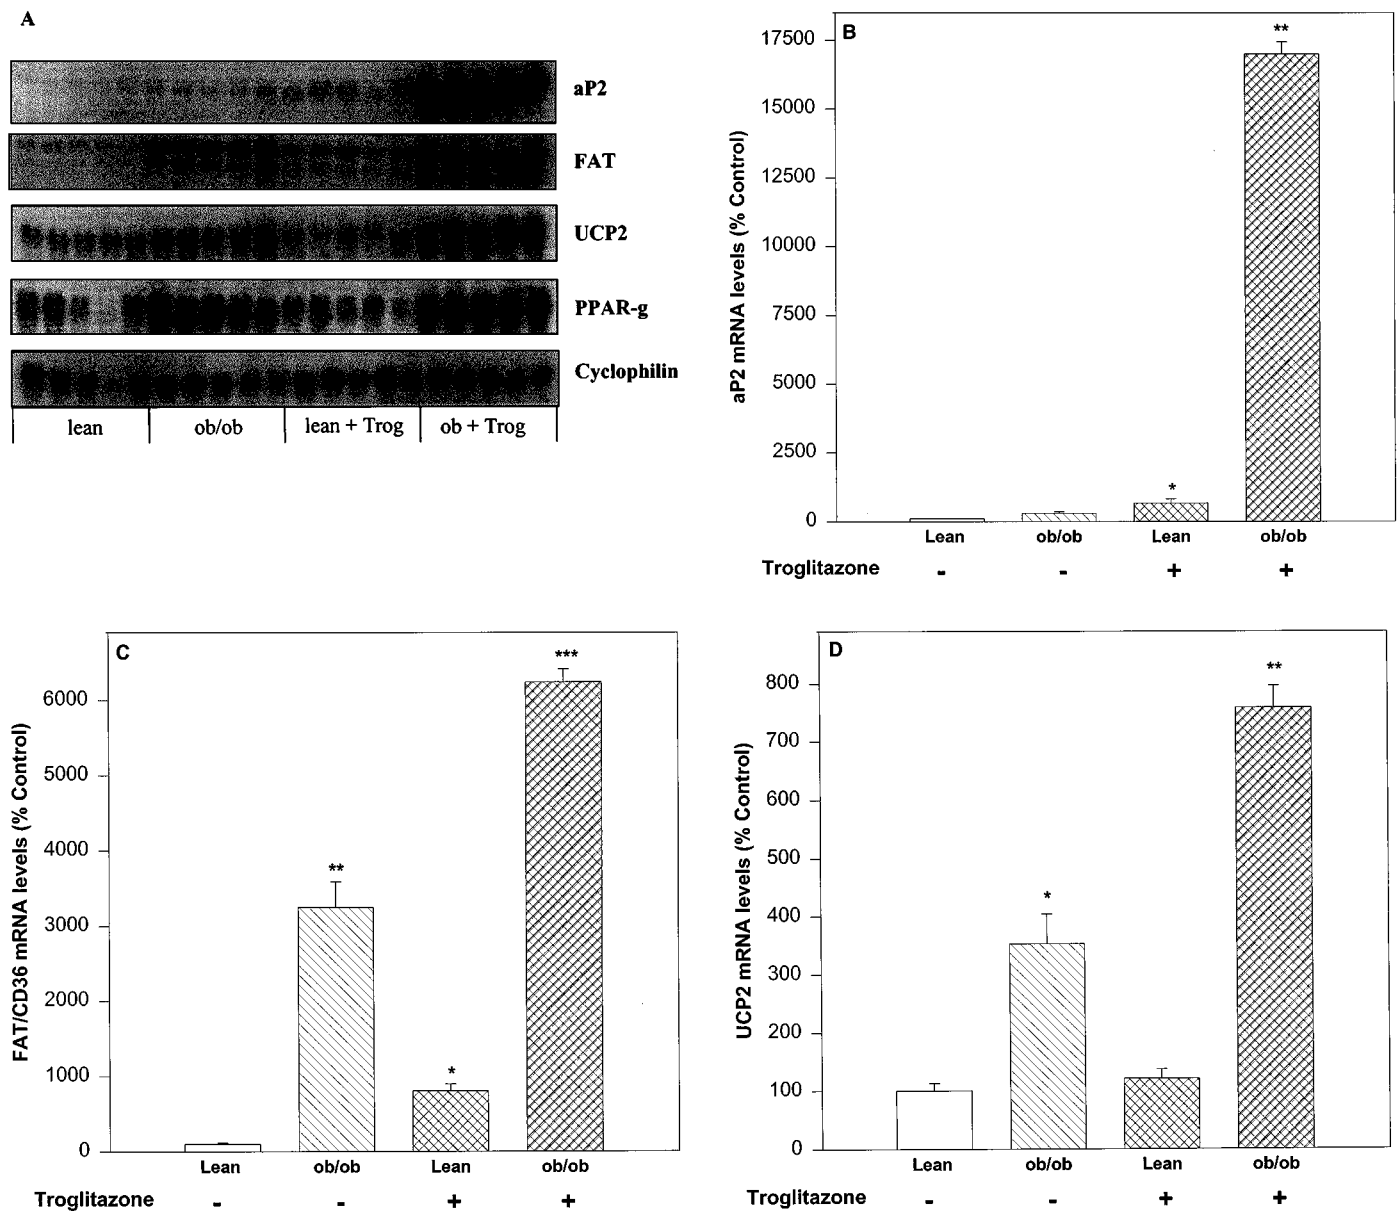 A
aP2
FAT
UCP2
PPAR-g
Cyclophilin
lean ob/ob lean + Trog ob + Trog
B
aP2 mRNA levels (% Control)
17500
15000
12500
10000
7500
5000
2500
0
**
*
Lean ob/ob Lean ob/ob
Troglitazone - - + +
C
FAT/CD36 mRNA levels (% Control)
6000
5000
4000
3000
2000
1000
0
***
**
*
Lean ob/ob Lean ob/ob
Troglitazone - - + +
D
UCP2 mRNA levels (% Control)
800
700
600
500
400
300
200
100
0
**
*
Lean ob/ob Lean ob/ob
Troglitazone - - + +